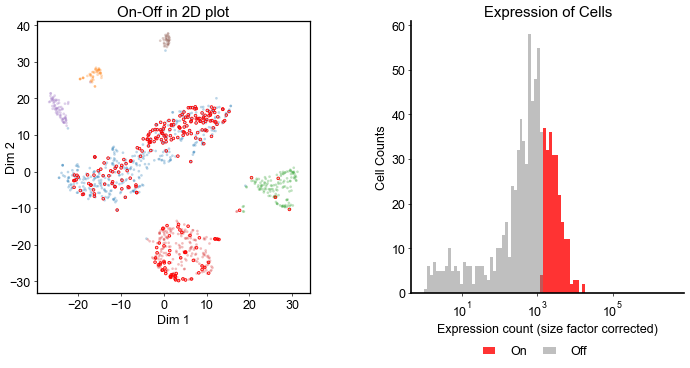 On-Off in 2D plot
40
30
20
10
0
−10
−20
−30
Dim 2
−20 −10 0 10 20 30
Dim 1
Expression of Cells
60
50
40
30
20
10
0
Cell Counts
10^1 10^3 10^5
Expression count (size factor corrected)
On Off